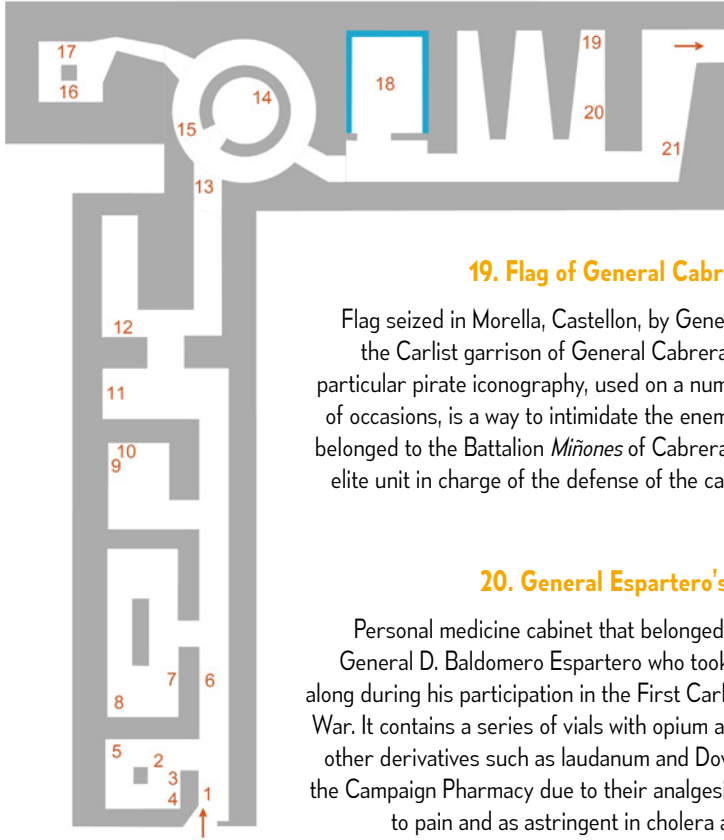 17
16
14
15
13
18
19
20
21
12
11
10
9
8
7
6
5
2
3
4
1
19. Flag of General Cabr
Flag seized in Morella, Castellon, by Gene
the Carlist garrison of General Cabrera
particular pirate iconography, used on a num
of occasions, is a way to intimidate the enem
belonged to the Battalion Miñones of Cabrera
elite unit in charge of the defense of the ca
20. General Espartero's
Personal medicine cabinet that belonged
General D. Baldomero Espartero who took
along during his participation in the First Carl
War. It contains a series of vials with opium a
other derivatives such as laudanum and Dov
the Campaign Pharmacy due to their analgesi
to pain and as astringent in cholera a